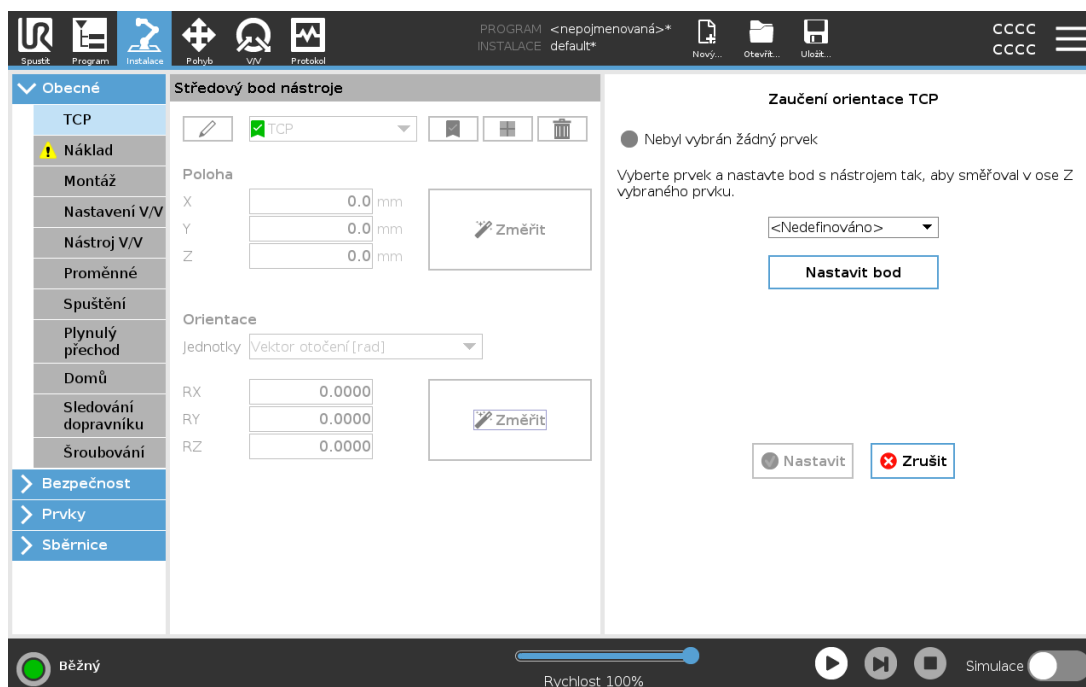 UR
Spustit
Program
Instalace
Pohyb
V/V
Protokol
PROGRAM <nepojmenovaná>*
INSTALACE default*
Nový...
Otevřít...
Uložit...
CCCC
CCCC
Obecné
TCP
Náklad
Montáž
Nastavení V/V
Nástroj V/V
Proměnné
Spuštění
Plynulý
přechod
Domů
Sledování
dopravníku
Šroubování
Bezpečnost
Prvky
Sběrnice
Středový bod nástroje
TCP
Poloha
X 0.0 mm
Y 0.0 mm
Z 0.0 mm
Změřit
Orientace
Jednotky Vektor otočení [rad]
RX 0.0000
RY 0.0000
RZ 0.0000
Změřit
Zaučení orientace TCP
Nebyl vybrán žádný prvek
Vyberte prvek a nastavte bod s nástrojem tak, aby směřoval v ose Z
vybraného prvku.
<Nedefinováno>
Nastavit bod
Nastavit
Zrušit
Běžný
Rychlost 100%
Simulace